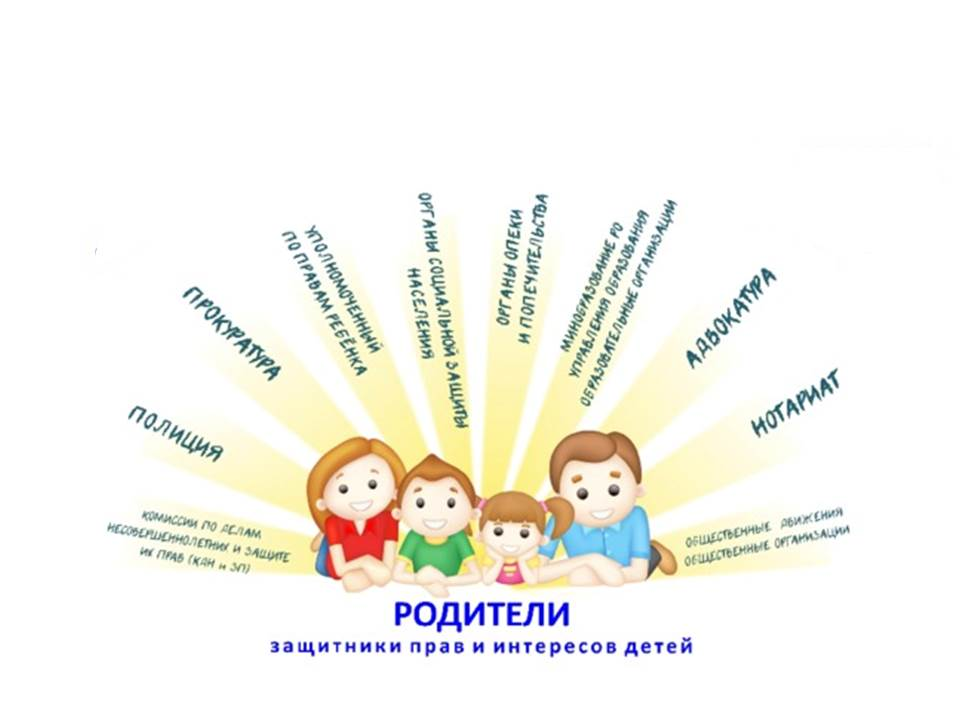 КОМИССИИ ПО ДЕЛАМ
НЕСОВЕРШЕННОЛЕТНИХ И ЗАЩИТЕ
ИХ ПРАВ (КДН и ЗП)
ПОЛИЦИЯ
ПРОКУРАТУРА
УПОЛНОМОЧЕННЫЙ
ПО ПРАВАМ РЕБЁНКА
ОРГАНЫ СОЦИАЛЬНОЙ ЗАЩИТЫ
НАСЕЛЕНИЯ
ОРГАНЫ ОПЕКИ
И ПОПЕЧИТЕЛЬСТВА
МИНОБРАЗОВАНИЕ РО
УПРАВЛЕНИЯ ОБРАЗОВАНИЯ
ОБРАЗОВАТЕЛЬНЫЕ ОРГАНИЗАЦИИ
АДВОКАТУРА
НОТАРИАТ
ОБЩЕСТВЕННЫЕ ДВИЖЕНИЯ
ОБЩЕСТВЕННЫЕ ОРГАНИЗАЦИИ
РОДИТЕЛИ
защитники прав и интересов детей